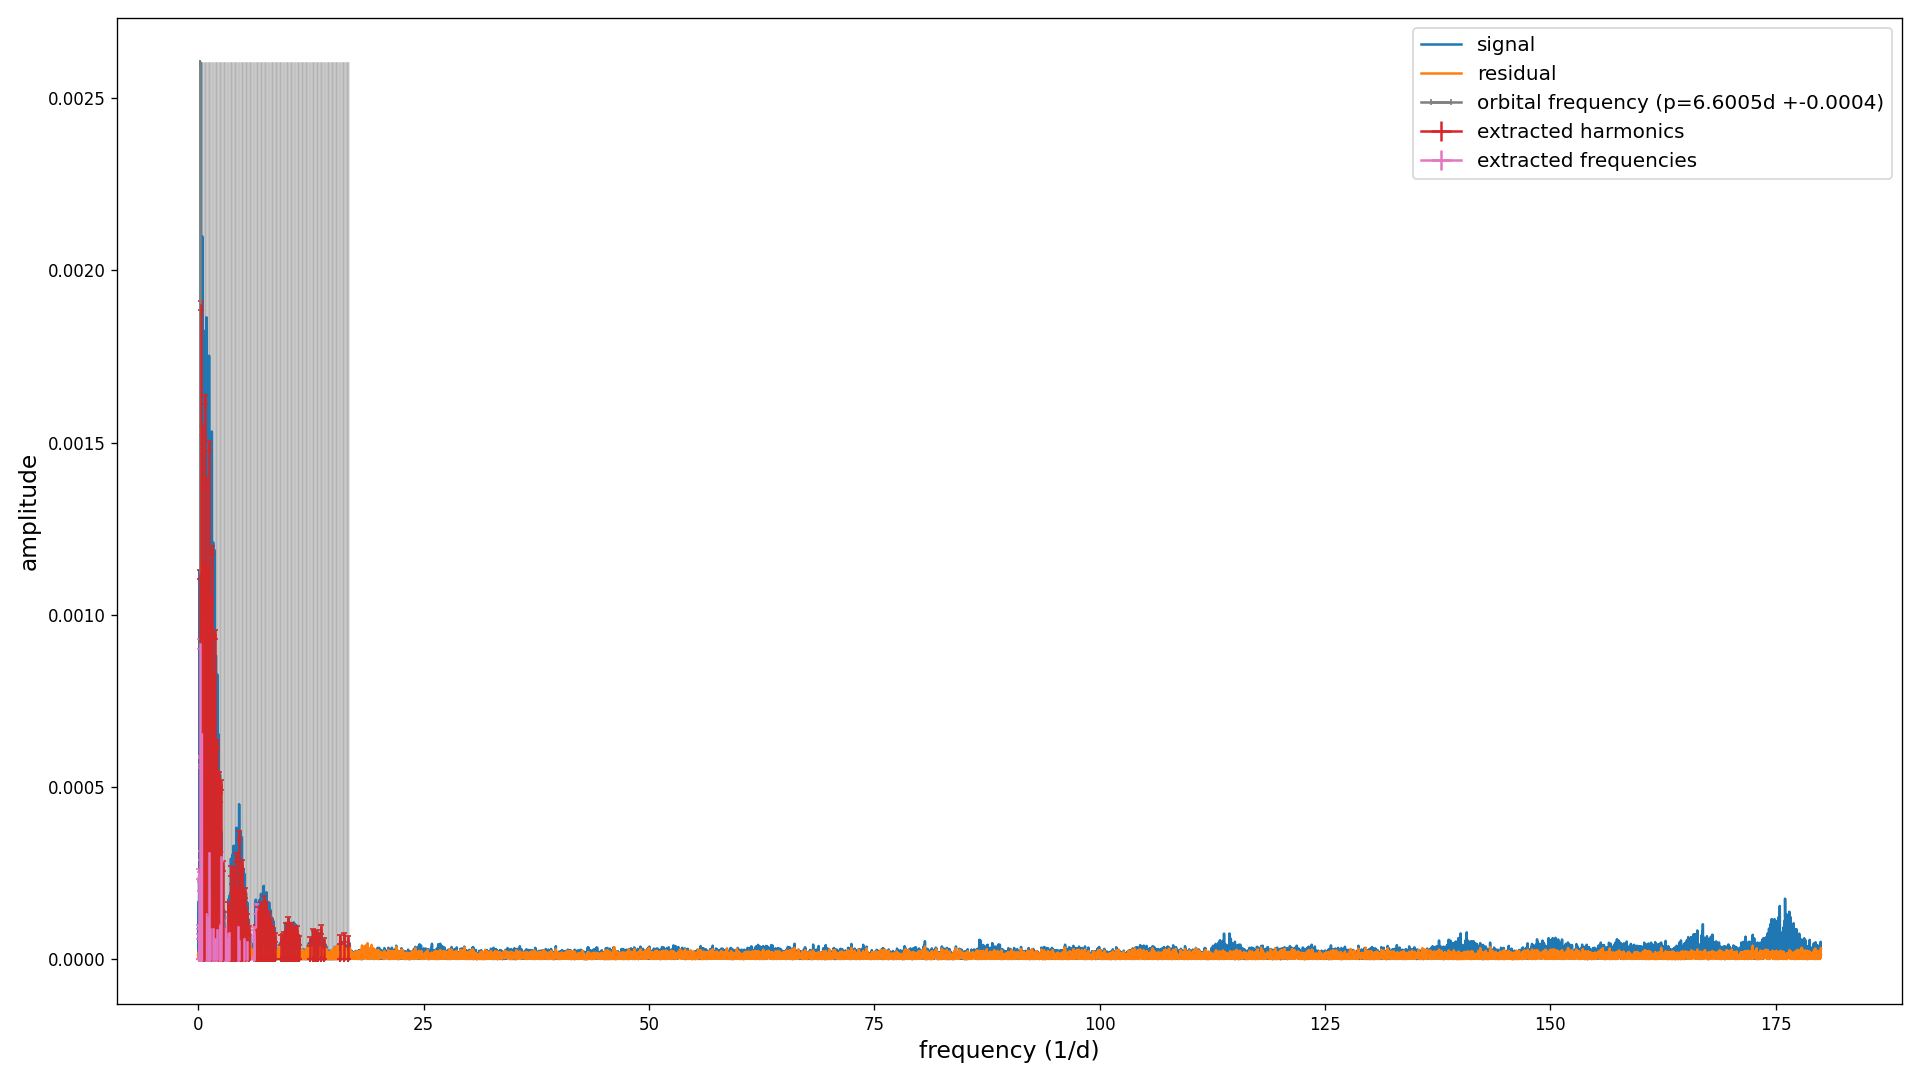 signal
residual
orbital frequency (p=6.6005d +-0.0004)
extracted harmonics
extracted frequencies
0.0025
0.0020
0.0015
0.0010
0.0005
0.0000
amplitude
0 25 50 75 100 125 150 175
frequency (1/d)